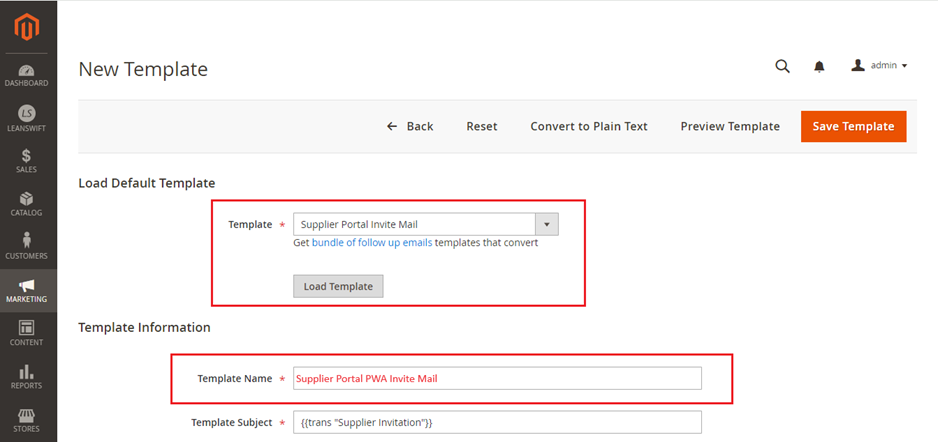 New Template
admin
DASHBOARD
LS
LEANSWIFT
$
SALES
CATALOG
CUSTOMERS
MARKETING
CONTENT
REPORTS
STORES
← Back Reset Convert to Plain Text Preview Template Save Template
Load Default Template
Template * Supplier Portal Invite Mail
Get bundle of follow up emails templates that convert
Load Template
Template Information
Template Name * Supplier Portal PWA Invite Mail
Template Subject * {{trans "Supplier Invitation"}}